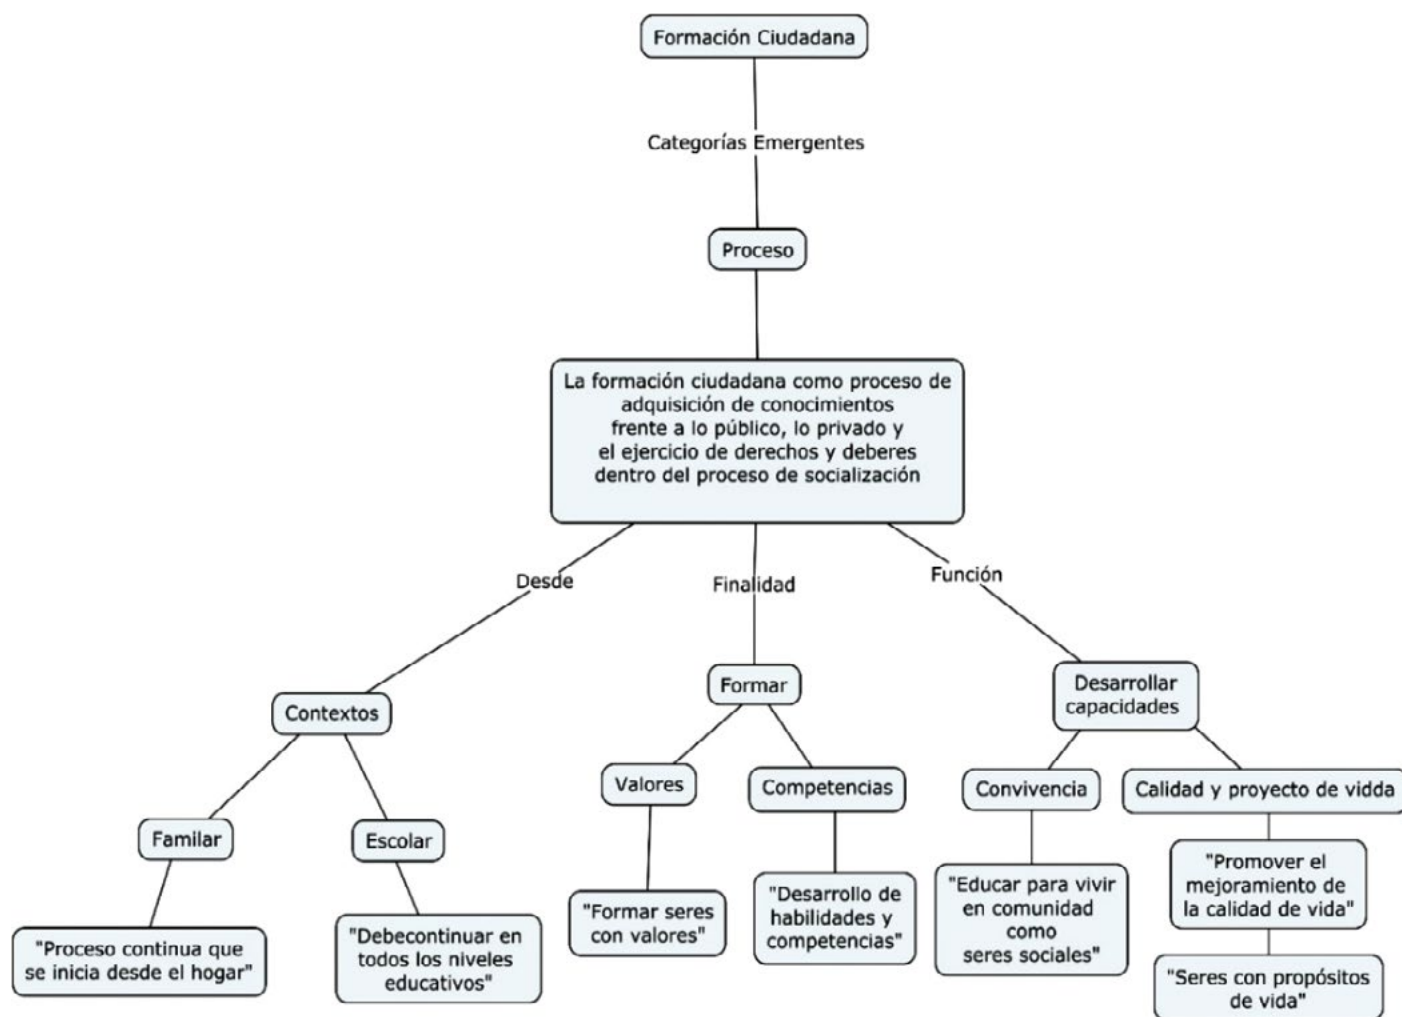 Formación Ciudadana
Categorías Emergentes
Proceso
La formación ciudadana como proceso de
adquisición de conocimientos
frente a lo público, lo privado y
el ejercicio de derechos y deberes
dentro del proceso de socialización
Desde
Finalidad
Función
Contextos
Formar
Desarrollar
capacidades
Familar
Escolar
Valores
Competencias
Convivencia
Calidad y proyecto de vidda
"Proceso continua que
se inicia desde el hogar"
"Debecontinuar en
todos los niveles
educativos"
"Formar seres
con valores"
"Desarrollo de
habilidades y
competencias"
"Educar para vivir
en comunidad
como
seres sociales"
"Promover el
mejoramiento de
la calidad de vida"
"Seres con propósitos
de vida"